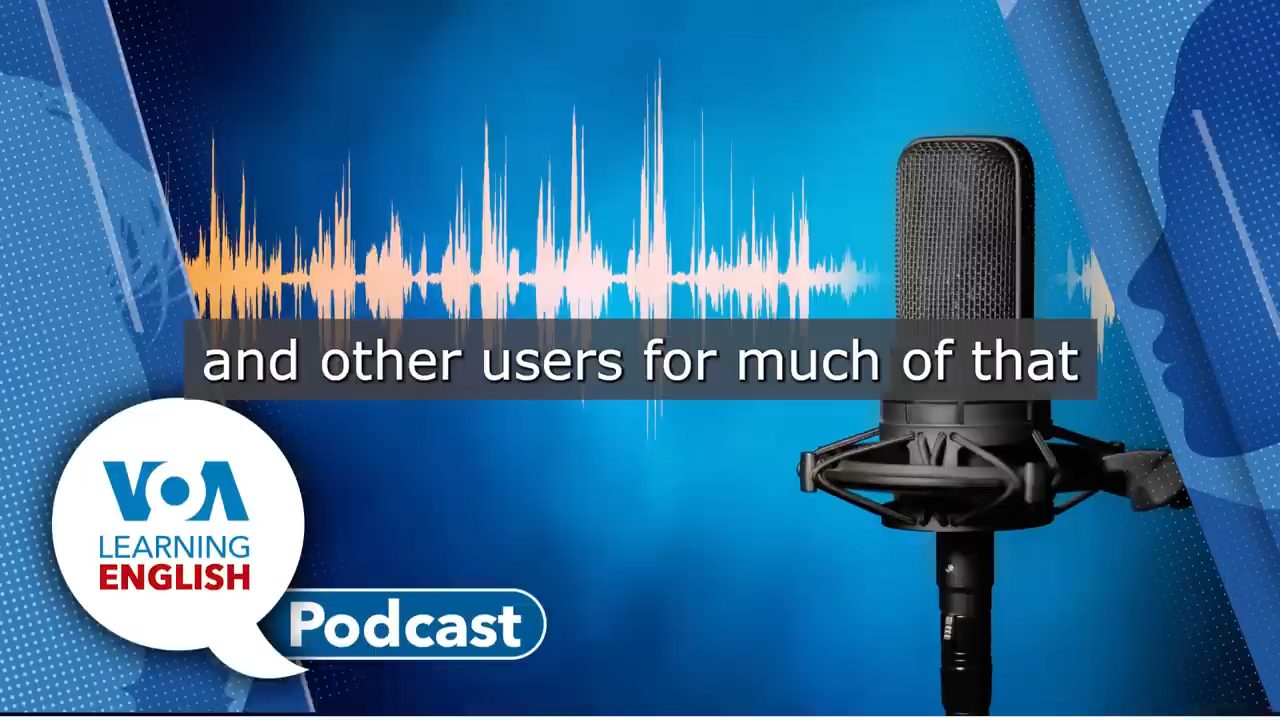 and other users for much of that
VOA
LEARNING
ENGLISH
Podcast